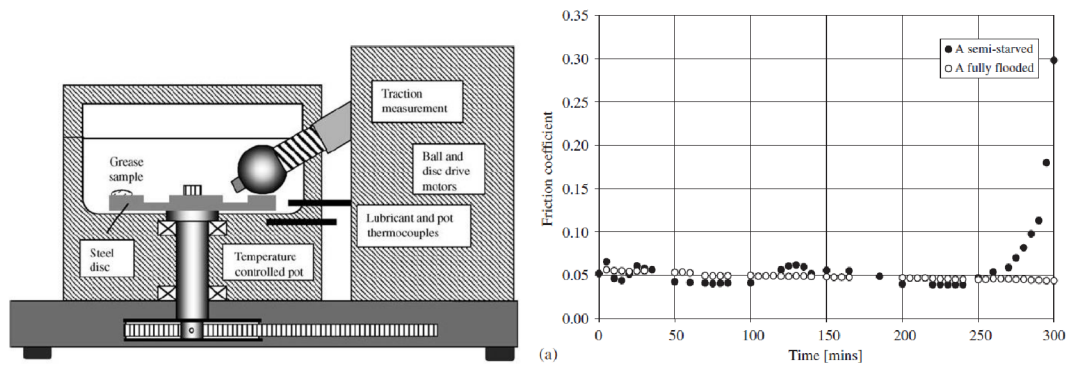 Traction
measurement
Grease
sample
Ball and
disc drive
motors
Lubricant and pot
thermocouples
Steel
disc
Temperature
controlled pot
0.35
0.30
0.25
0.20
0.15
0.10
0.05
0.00
Friction coefficient
A semi-starved
A fully flooded
0
50
100
150
200
250
300
Time [mins]
(a)